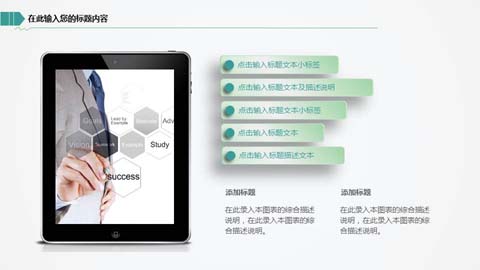 在此输入您的标题内容
点击输入标题文本小标签
点击输入标题文本及描述说明
点击输入标题文本小标签
点击输入标题文本
点击输入标题描述文本
Goals
Lead by
Example
Adv
Vision
Teamwork
Example
Study
success
添加标题
在此录入本图表的综合描述
说明，在此录入本图表的综
合描述说明。
添加标题
在此录入本图表的综合描述
说明，在此录入本图表的综
合描述说明。